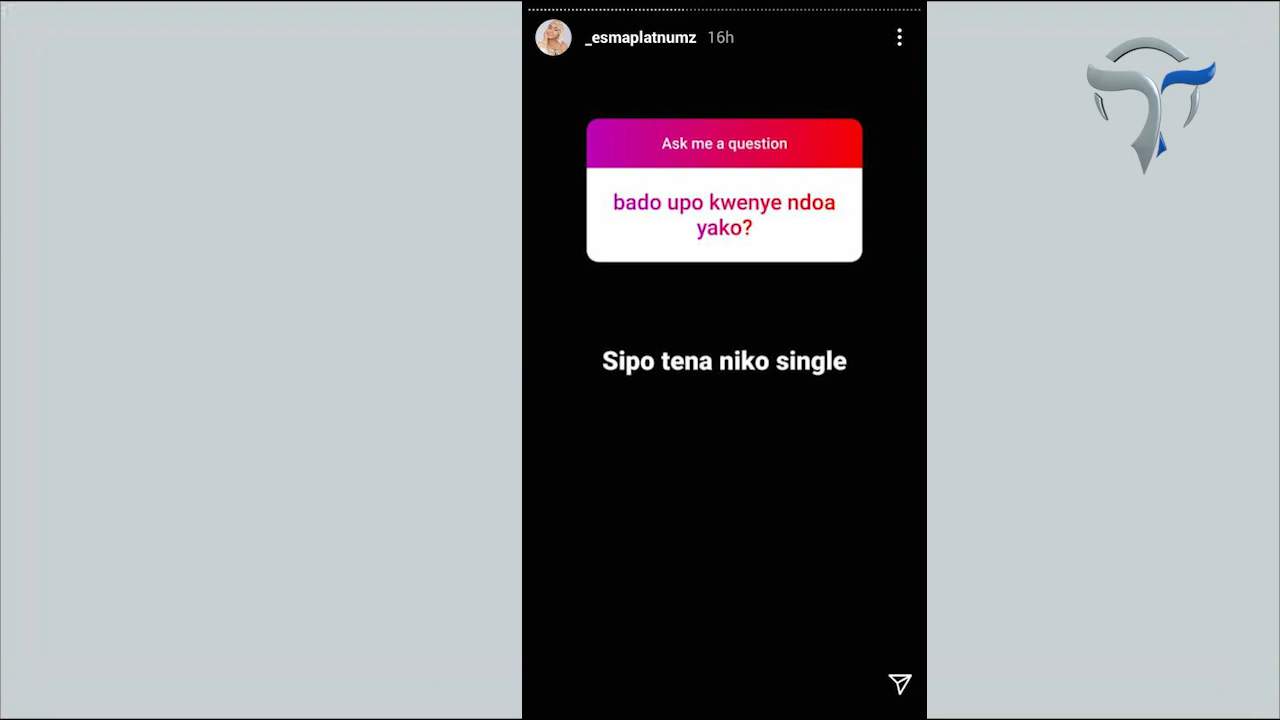 _esmaplatnumz 16h
Ask me a question
bado upo kwenye ndoa
yako?
Sipo tena niko single